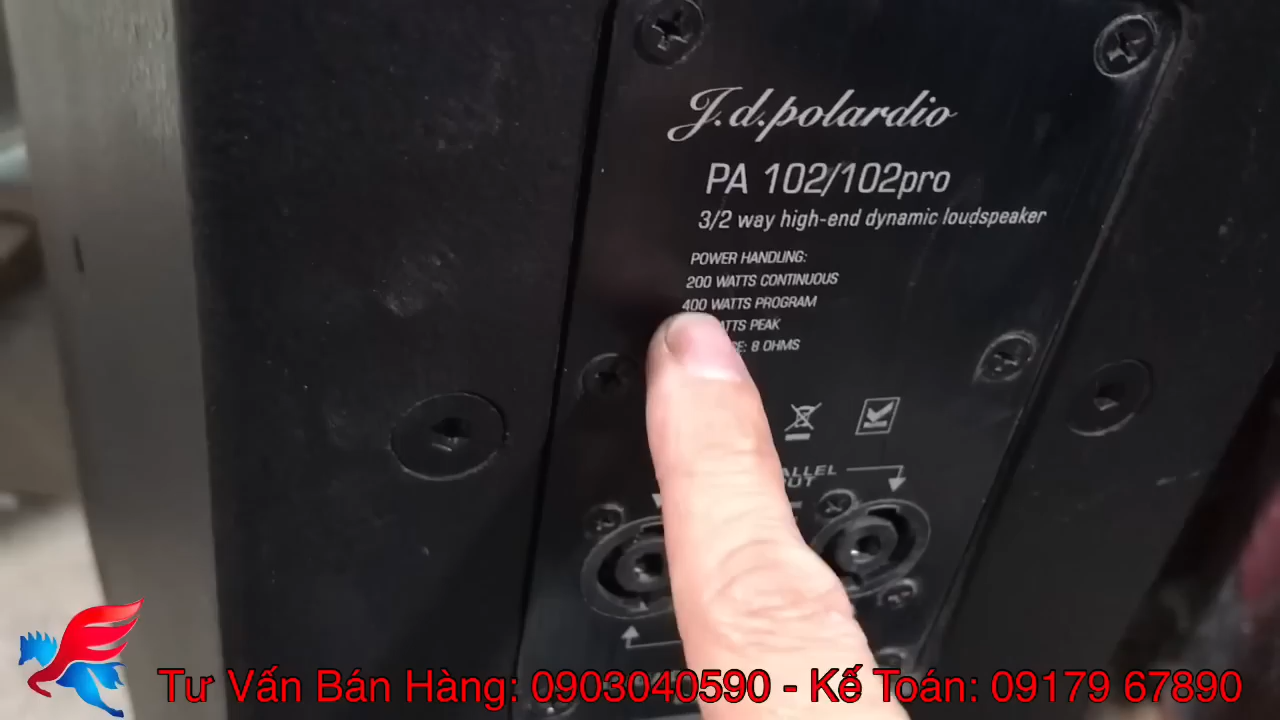 J.d.polardio
PA 102/102pro
3/2 way high-end dynamic loudspeaker
POWER HANDLING:
200 WATTS CONTINUOUS
400 WATTS PROGRAM
PEAK
8 OHMS
Tư Vấn Bán Hàng: 0903040590 - Kế Toán: 09179 67890